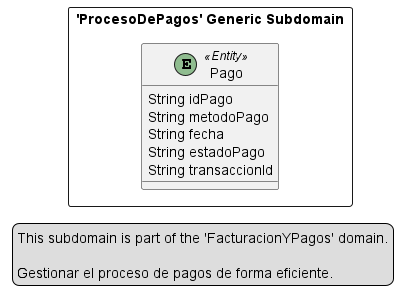 'ProcesoDePagos' Generic Subdomain
E
«Entity»
Pago
String idPago
String metodoPago
String fecha
String estadoPago
String transaccionId
This subdomain is part of the 'FacturacionYPagos' domain.
Gestionar el proceso de pagos de forma eficiente.